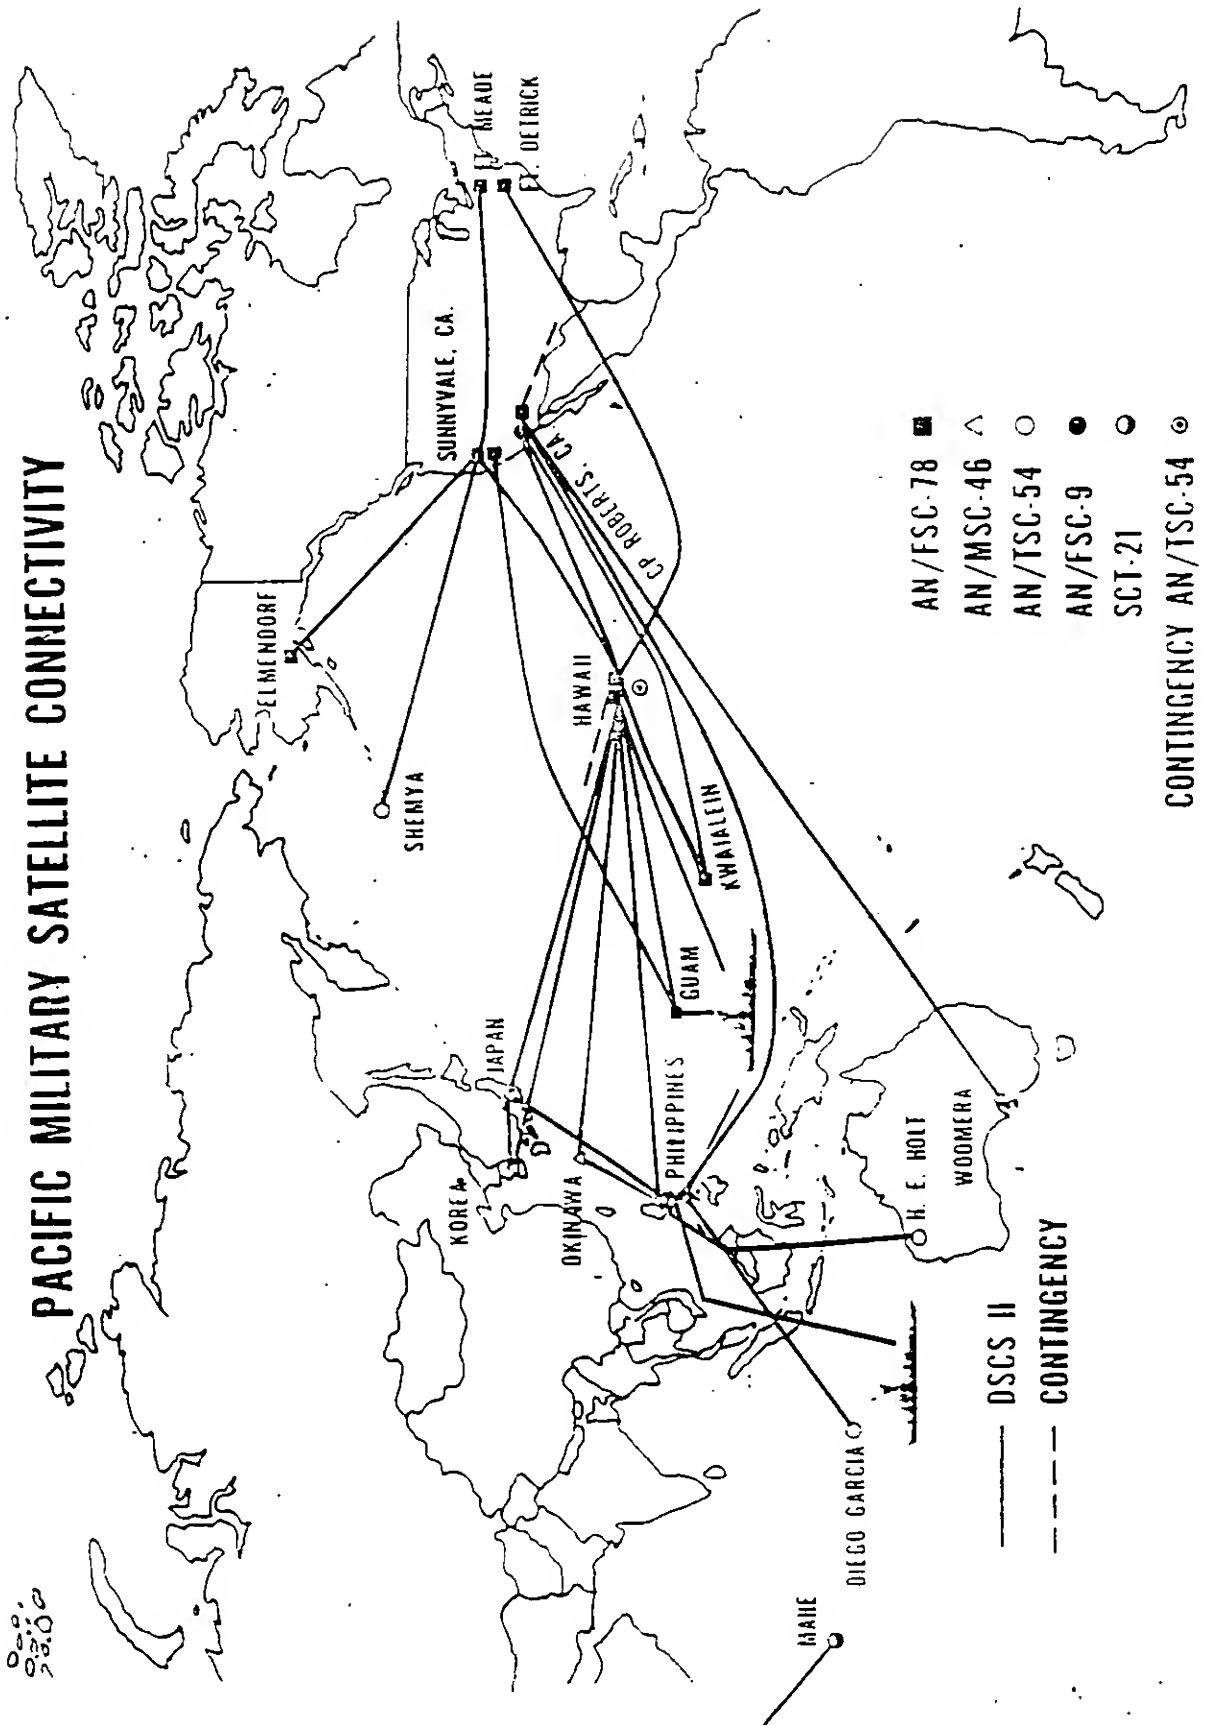 PACIFIC MILITARY SATELLITE CONNECTIVITY
ELMENDORF
SHEMYA
SUNNYVALE, CA.
FT. MEADE
FT. DETRICK
CP ROBERTS, CA
HAWAII
JAPAN
KOREA
OKINAWA
GUAM
KWAJALEIN
PHILIPPINES
H. E. HOLT
WOOMERA
DIEGO GARCIA
MAHE
DSCS II
CONTINGENCY
AN/FSC-78
AN/MSC-46
AN/TSC-54
AN/FSC-9
SCT-21
CONTINGENCY AN/TSC-54